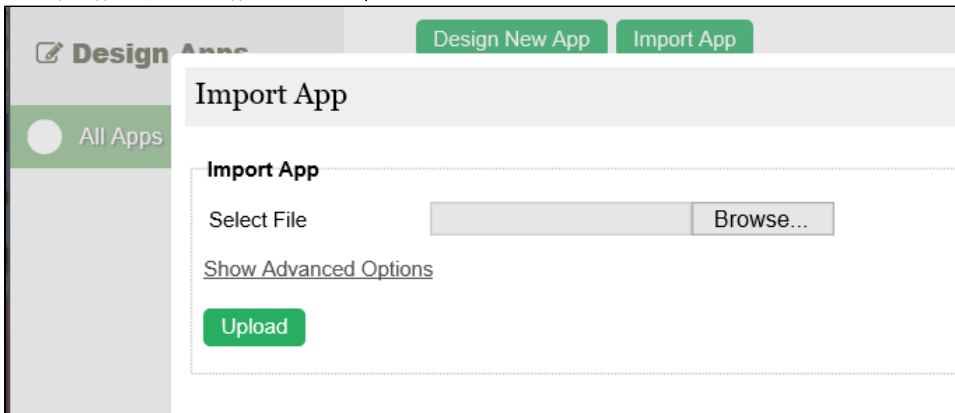 Design New App Import App
Design Apps
Import App
All Apps
Import App
Select File Browse...
Show Advanced Options
Upload